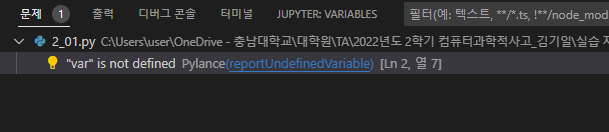 문제 1 출력 디버그 콘솔 터미널 JUPYTER: VARIABLES 필터(예: 텍스트, **/*.ts, !**/node_mod
2_01.py C:\Users\user\OneDrive - 충남대학교\대학원\TA\2022년도 2학기 컴퓨터과학적사고_김기일\실습 지
"var" is not defined Pylance(reportUndefinedVariable) [Ln 2, 열 7]